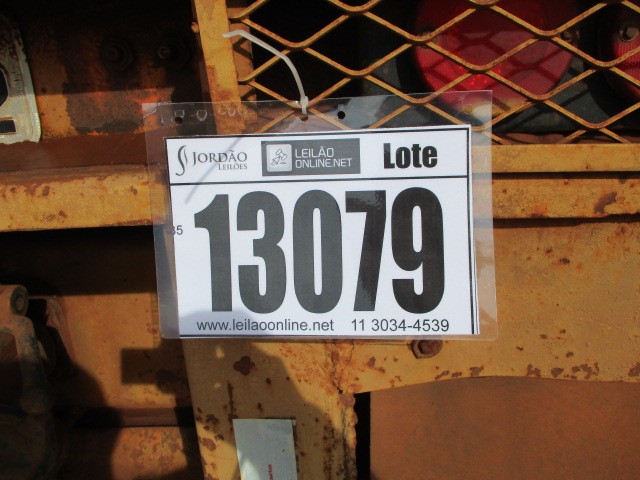 JORDÃO LEILÕES LEILÃO ONLINE.NET Lote
13079
www.leilaoonline.net 11 3034-4539